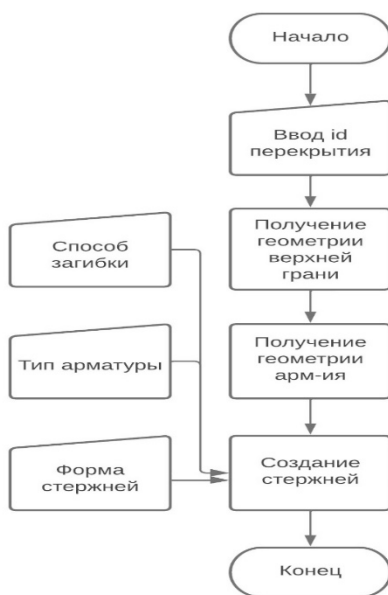 Начало
Ввод id
перекрытия
Получение
геометрии
верхней
грани
Способ
загибки
Получение
геометрии
арм-ия
Тип арматуры
Форма
стержней
Создание
стержней
Конец